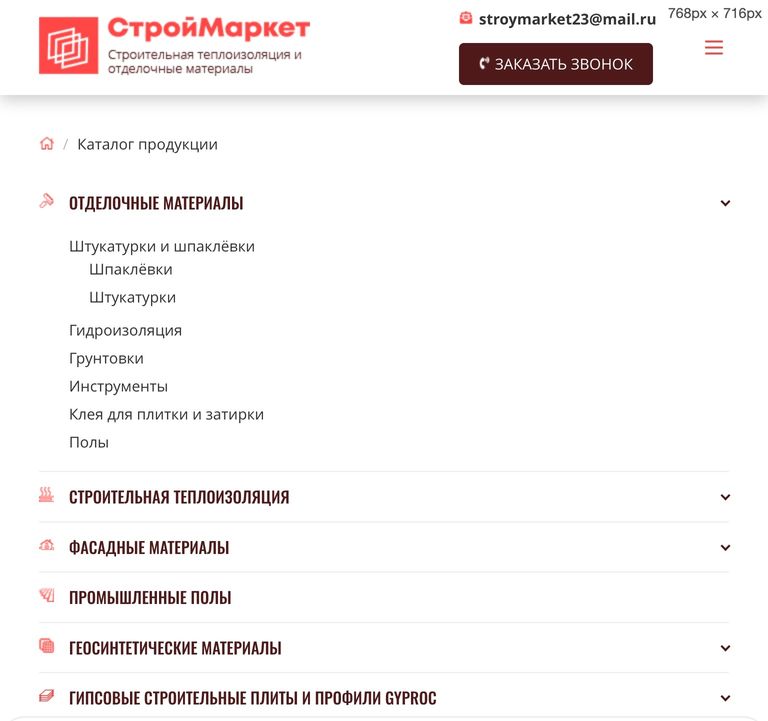 СтройМаркет
Строительная теплоизоляция и
отделочные материалы
stroymarket23@mail.ru
768px × 716px
ЗАКАЗАТЬ ЗВОНОК
/ Каталог продукции
ОТДЕЛОЧНЫЕ МАТЕРИАЛЫ
Штукатурки и шпаклёвки
Шпаклёвки
Штукатурки
Гидроизоляция
Грунтовки
Инструменты
Клея для плитки и затирки
Полы
СТРОИТЕЛЬНАЯ ТЕПЛОИЗОЛЯЦИЯ
ФАСАДНЫЕ МАТЕРИАЛЫ
ПРОМЫШЛЕННЫЕ ПОЛЫ
ГЕОСИНТЕТИЧЕСКИЕ МАТЕРИАЛЫ
ГИПСОВЫЕ СТРОИТЕЛЬНЫЕ ПЛИТЫ И ПРОФИЛИ GYPROC